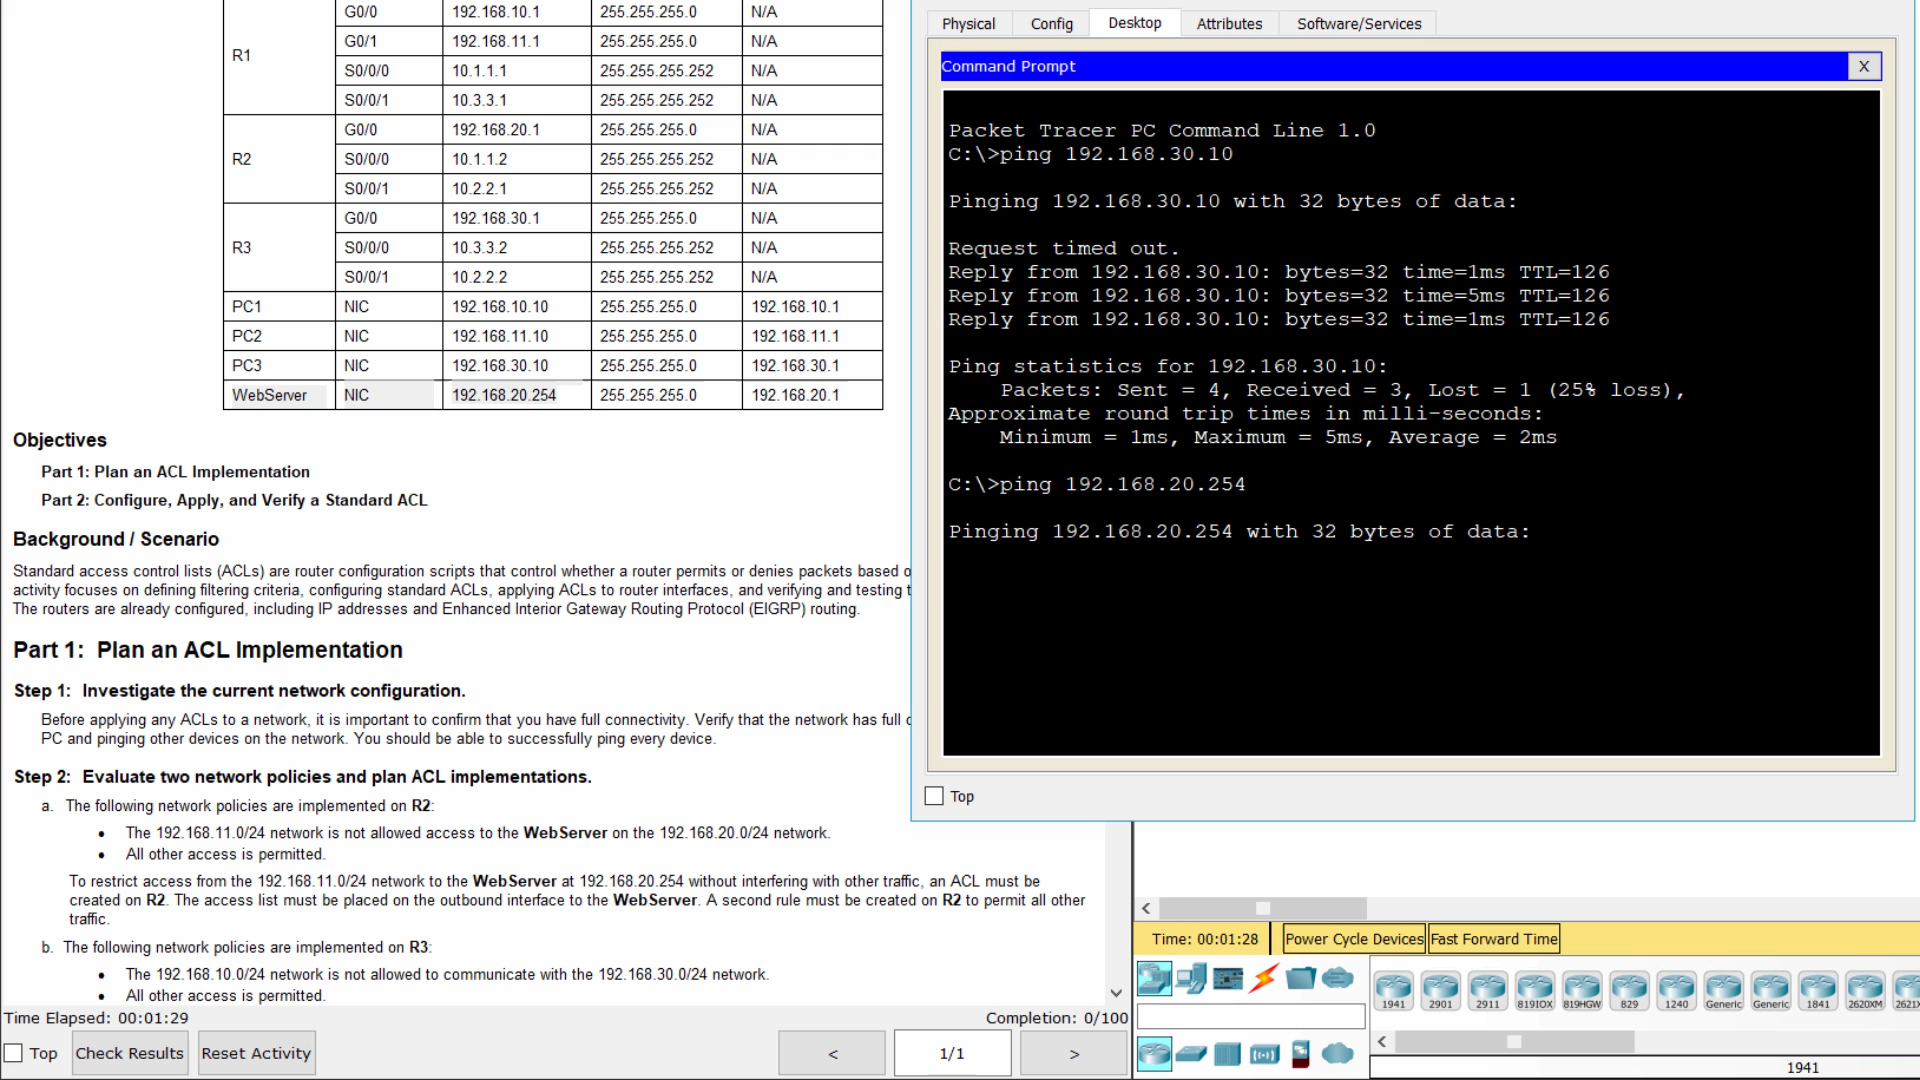 G0/0 192.168.10.1 255.255.255.0 N/A
R1 G0/1 192.168.11.1 255.255.255.0 N/A
S0/0/0 10.1.1.1 255.255.255.252 N/A
S0/0/1 10.3.3.1 255.255.255.252 N/A
G0/0 192.168.20.1 255.255.255.0 N/A
R2 S0/0/0 10.1.1.2 255.255.255.252 N/A
S0/0/1 10.2.2.1 255.255.255.252 N/A
G0/0 192.168.30.1 255.255.255.0 N/A
R3 S0/0/0 10.3.3.2 255.255.255.252 N/A
S0/0/1 10.2.2.2 255.255.255.252 N/A
PC1 NIC 192.168.10.10 255.255.255.0 192.168.10.1
PC2 NIC 192.168.11.10 255.255.255.0 192.168.11.1
PC3 NIC 192.168.30.10 255.255.255.0 192.168.30.1
WebServer NIC 192.168.20.254 255.255.255.0 192.168.20.1
Objectives
Part 1: Plan an ACL Implementation
Part 2: Configure, Apply, and Verify a Standard ACL
Background / Scenario
Standard access control lists (ACLs) are router configuration scripts that control whether a router permits or denies packets based o
activity focuses on defining filtering criteria, configuring standard ACLs, applying ACLs to router interfaces, and verifying and testing
The routers are already configured, including IP addresses and Enhanced Interior Gateway Routing Protocol (EIGRP) routing.
Part 1: Plan an ACL Implementation
Step 1: Investigate the current network configuration.
Before applying any ACLs to a network, it is important to confirm that you have full connectivity. Verify that the network has full
PC and pinging other devices on the network. You should be able to successfully ping every device.
Step 2: Evaluate two network policies and plan ACL implementations.
a. The following network policies are implemented on R2:
• The 192.168.11.0/24 network is not allowed access to the WebServer on the 192.168.20.0/24 network.
• All other access is permitted.
To restrict access from the 192.168.11.0/24 network to the WebServer at 192.168.20.254 without interfering with other traffic, an ACL must be
created on R2. The access list must be placed on the outbound interface to the WebServer. A second rule must be created on R2 to permit all other
traffic.
b. The following network policies are implemented on R3:
• The 192.168.10.0/24 network is not allowed to communicate with the 192.168.30.0/24 network.
• All other access is permitted.
Time Elapsed: 00:01:29
Completion: 0/100
Top
Check Results
Reset Activity
<
1/1
>
Physical
Config
Desktop
Attributes
Software/Services
Command Prompt
X
Packet Tracer PC Command Line 1.0
C:\>ping 192.168.30.10
Pinging 192.168.30.10 with 32 bytes of data:
Request timed out.
Reply from 192.168.30.10: bytes=32 time=1ms TTL=126
Reply from 192.168.30.10: bytes=32 time=5ms TTL=126
Reply from 192.168.30.10: bytes=32 time=1ms TTL=126
Ping statistics for 192.168.30.10:
Packets: Sent = 4, Received = 3, Lost = 1 (25% loss),
Approximate round trip times in milli-seconds:
Minimum = 1ms, Maximum = 5ms, Average = 2ms
C:\>ping 192.168.20.254
Pinging 192.168.20.254 with 32 bytes of data:
Top
Time: 00:01:28
Power Cycle Devices
Fast Forward Time
1941
2901
2911
819IOX
819HGW
829
1240
Generic
Generic
1841
2620XM
2621X
1941